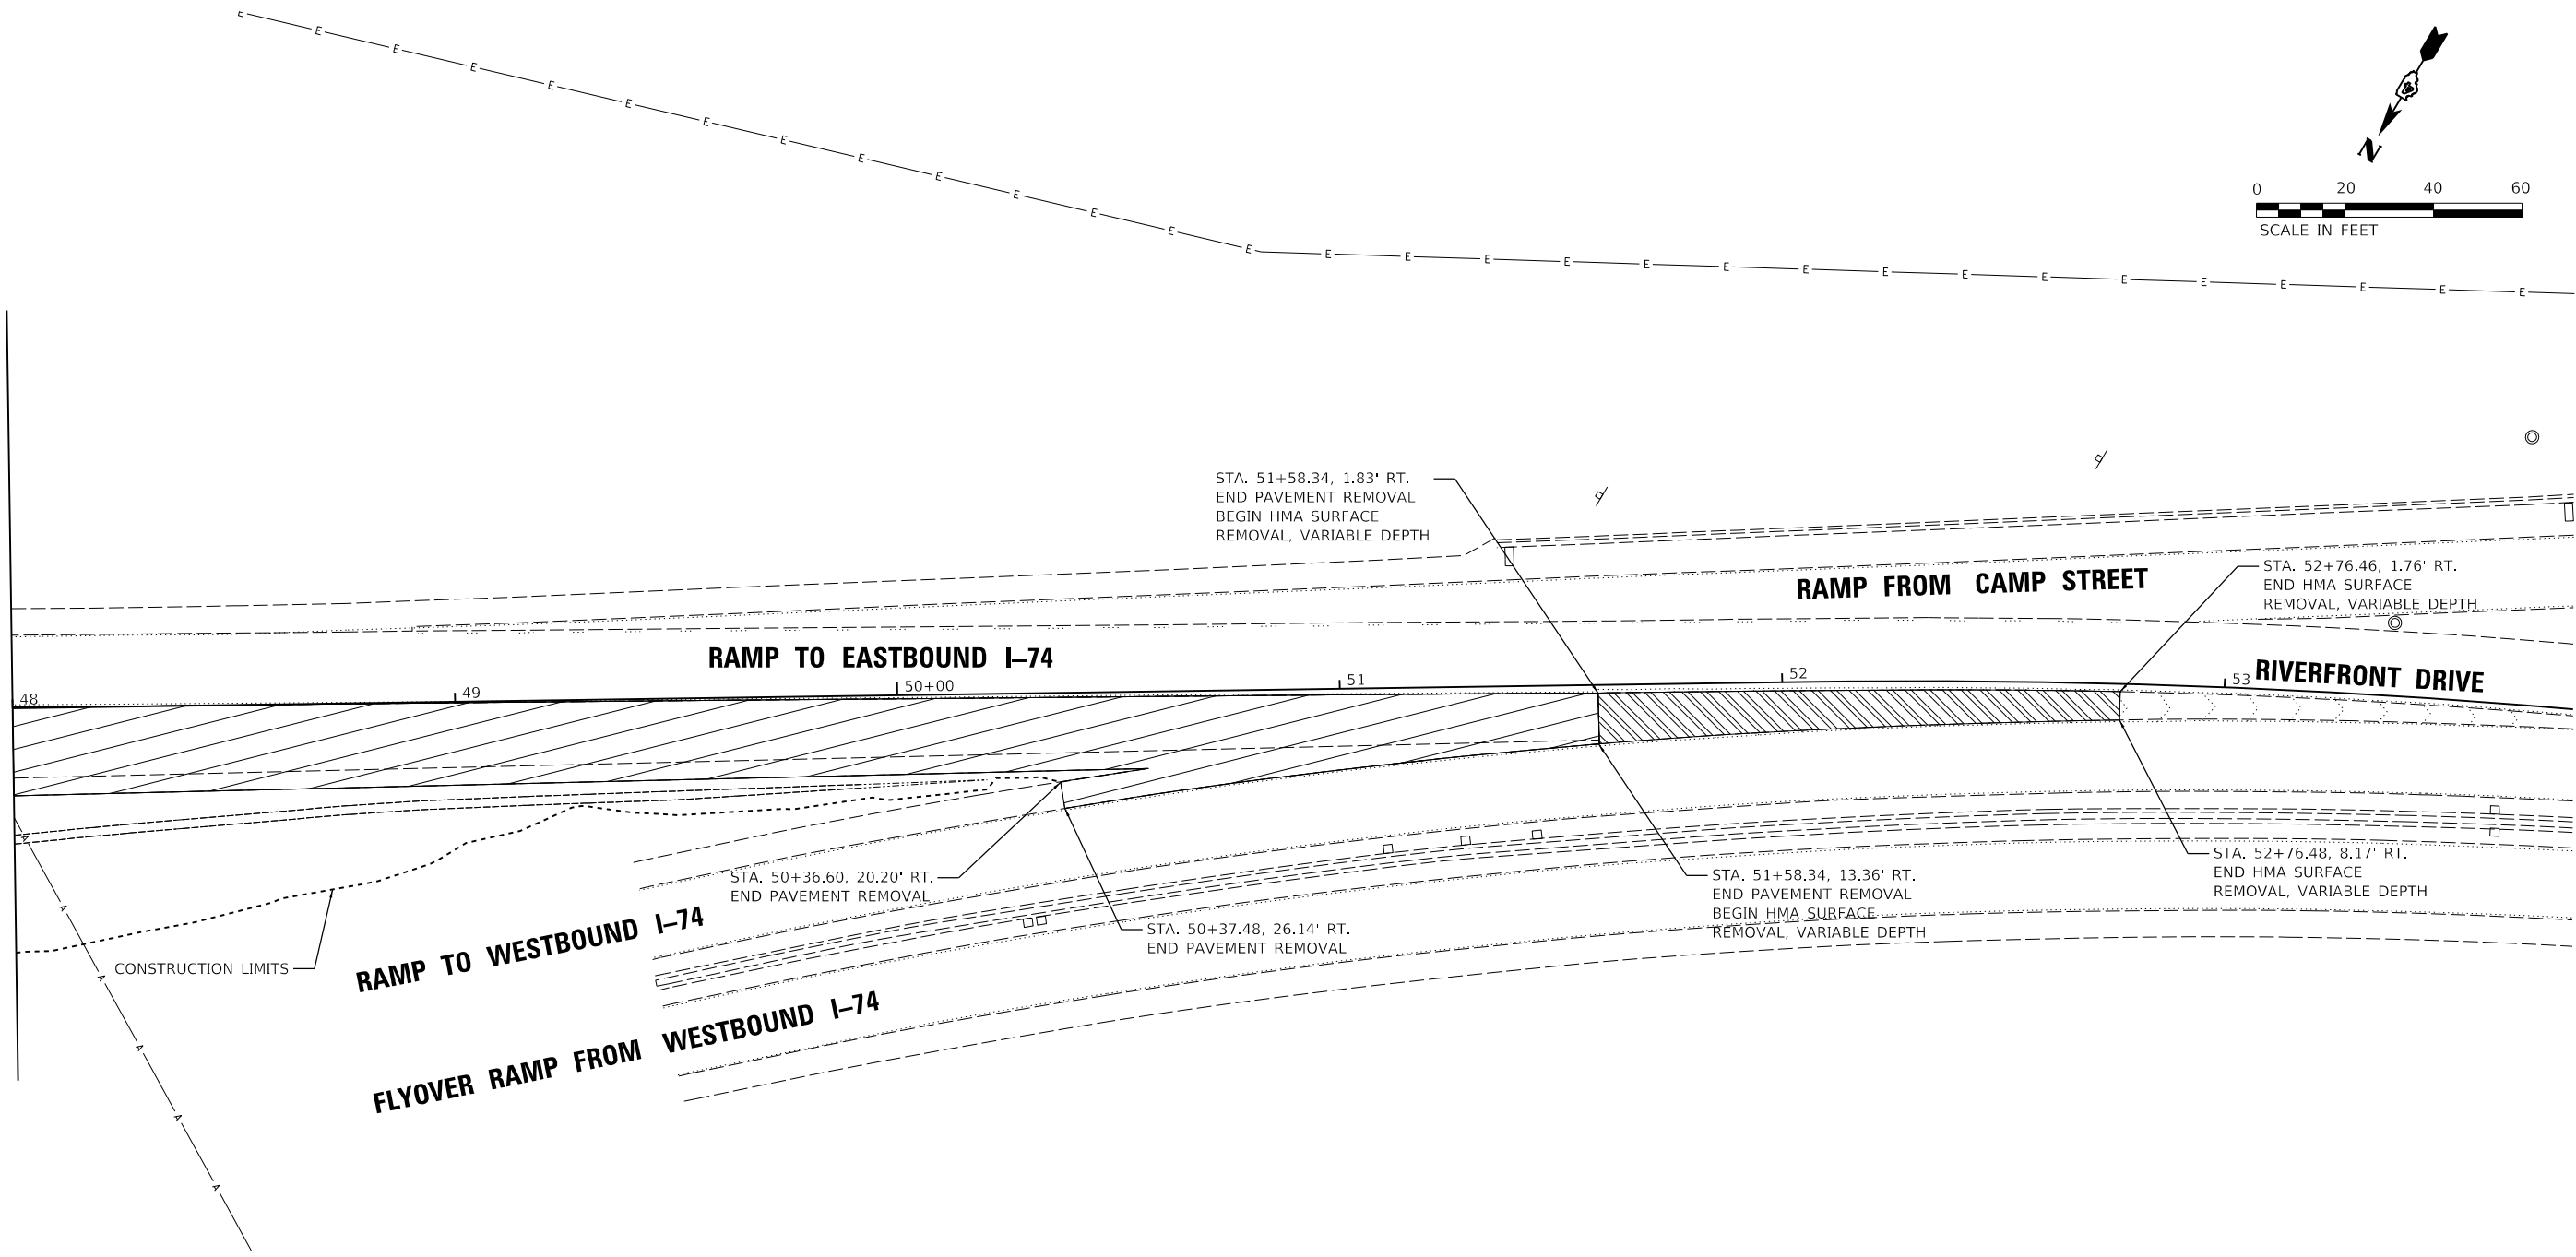 N
0 20 40 60
SCALE IN FEET
STA. 51+58.34, 1.83' RT.
END PAVEMENT REMOVAL
BEGIN HMA SURFACE
REMOVAL, VARIABLE DEPTH
RAMP FROM CAMP STREET
STA. 52+76.46, 1.76' RT.
END HMA SURFACE
REMOVAL, VARIABLE DEPTH
RAMP TO EASTBOUND I-74
RIVERFRONT DRIVE
48 49 50+00 51 52 53
STA. 50+36.60, 20.20' RT.
END PAVEMENT REMOVAL
STA. 50+37.48, 26.14' RT.
END PAVEMENT REMOVAL
STA. 51+58.34, 13.36' RT.
END PAVEMENT REMOVAL
BEGIN HMA SURFACE
REMOVAL, VARIABLE DEPTH
STA. 52+76.48, 8.17' RT.
END HMA SURFACE
REMOVAL, VARIABLE DEPTH
CONSTRUCTION LIMITS
RAMP TO WESTBOUND I-74
FLYOVER RAMP FROM WESTBOUND I-74
E E E E E E E E E E E E E E E E E E E E E E E E E E E E E E
A A A A A A